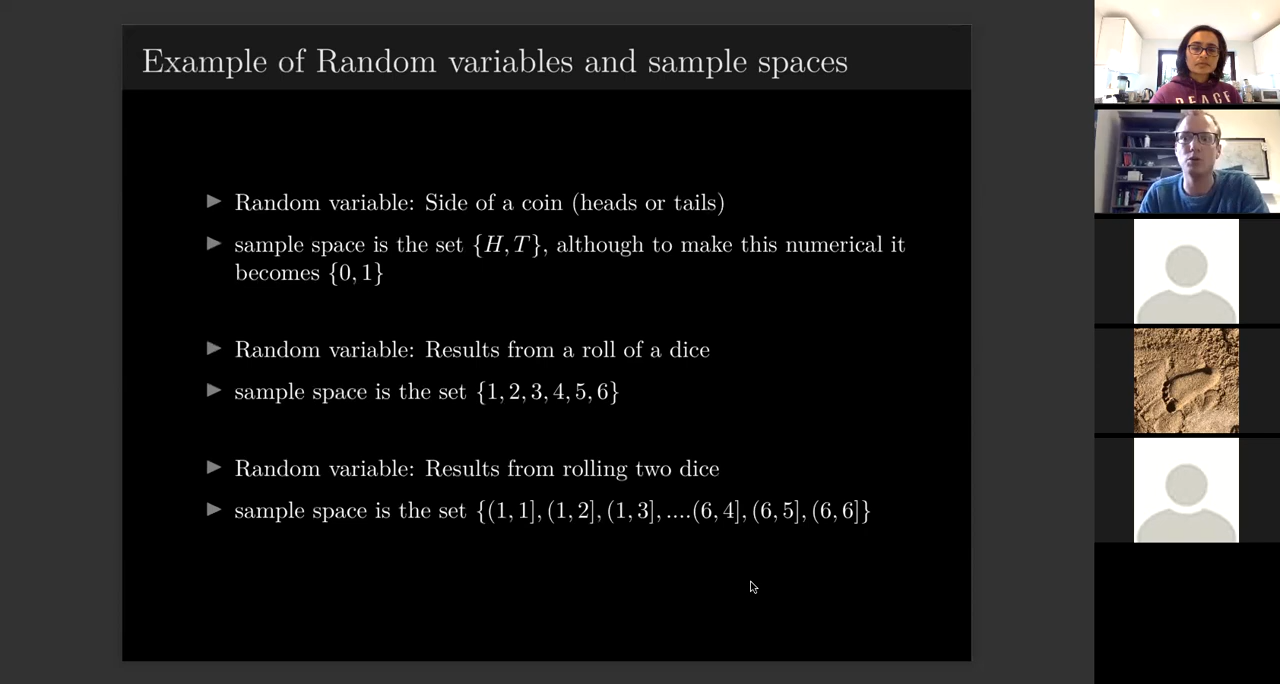 Example of Random variables and sample spaces
Random variable: Side of a coin (heads or tails)
sample space is the set {H, T}, although to make this numerical it
becomes {0, 1}
Random variable: Results from a roll of a dice
sample space is the set {1, 2, 3, 4, 5, 6}
Random variable: Results from rolling two dice
sample space is the set {(1, 1], (1, 2], (1, 3], ....(6, 4], (6, 5], (6, 6]}
PEACE